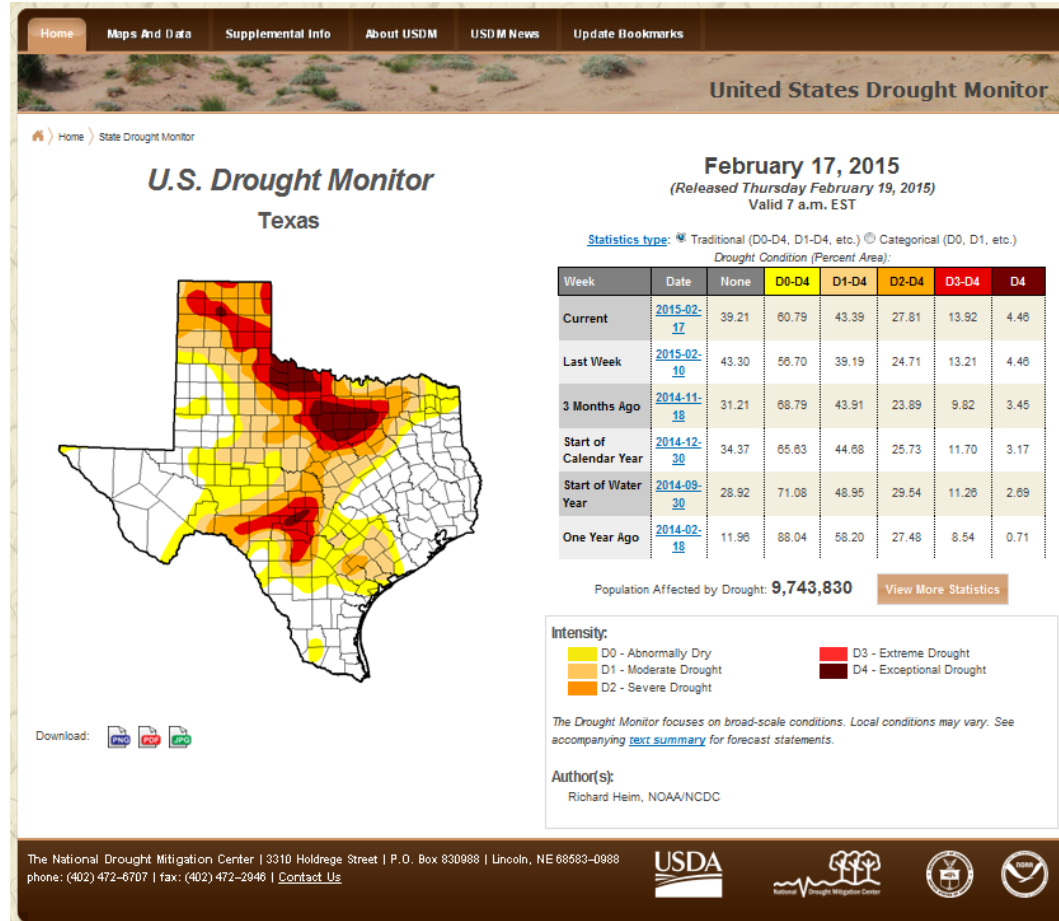 Home Maps And Data Supplemental Info About USDM USDM News Update Bookmarks
United States Drought Monitor
Home State Drought Monitor
U.S. Drought Monitor
Texas
February 17, 2015
(Released Thursday February 19, 2015)
Valid 7 a.m. EST
Statistics type: Traditional (D0-D4, D1-D4, etc.) Categorical (D0, D1, etc.)
Drought Condition (Percent Area):
Week Date None D0-D4 D1-D4 D2-D4 D3-D4 D4
Current 2015-02-17 39.21 60.79 43.39 27.81 13.92 4.46
Last Week 2015-02-10 43.30 56.70 39.19 24.71 13.21 4.46
3 Months Ago 2014-11-18 31.21 68.79 43.91 23.89 9.82 3.45
Start of Calendar Year 2014-12-30 34.37 65.63 44.68 25.73 11.70 3.17
Start of Water Year 2014-09-30 28.92 71.08 48.95 29.54 11.26 2.69
One Year Ago 2014-02-18 11.96 88.04 58.20 27.48 8.54 0.71
Population Affected by Drought: 9,743,830 View More Statistics
Intensity:
D0 - Abnormally Dry D3 - Extreme Drought
D1 - Moderate Drought D4 - Exceptional Drought
D2 - Severe Drought
The Drought Monitor focuses on broad-scale conditions. Local conditions may vary. See
accompanying text summary for forecast statements.
Author(s):
Richard Heim, NOAA/NCDC
Download: PNG PDF JPG
The National Drought Mitigation Center | 3310 Holdrege Street | P.O. Box 830988 | Lincoln, NE 68583–0988
phone: (402) 472–6707 | fax: (402) 472–2946 | Contact Us
USDA
National Drought Mitigation Center
NOAA